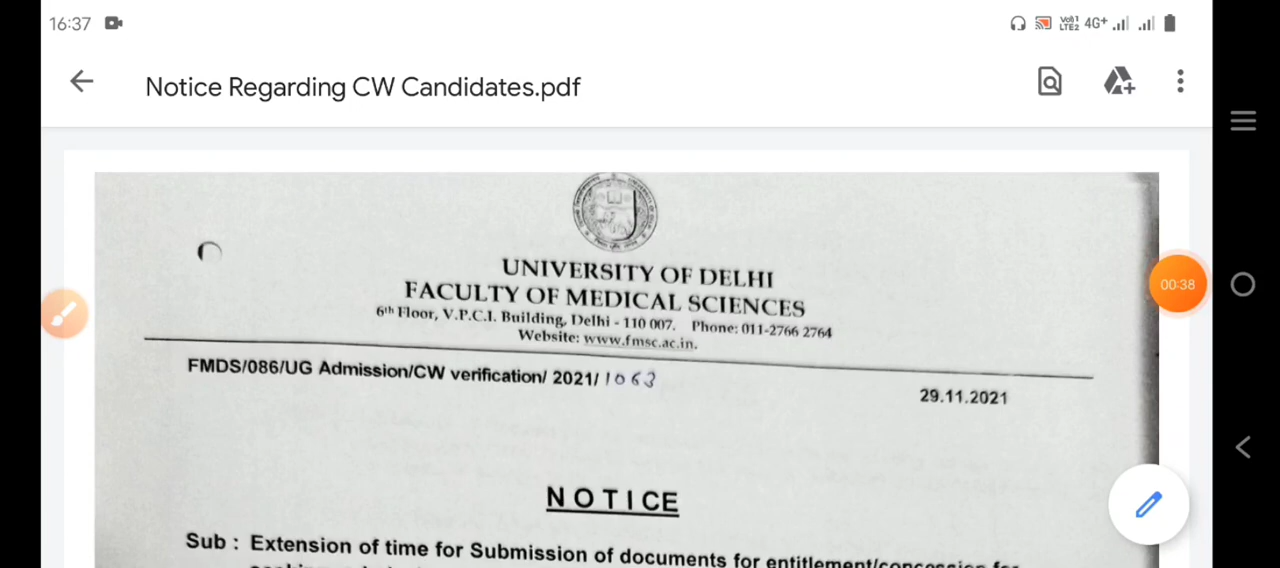 16:37
4G+
Notice Regarding CW Candidates.pdf
UNIVERSITY OF DELHI
FACULTY OF MEDICAL SCIENCES
6th Floor, V.P.C.I. Building, Delhi - 110 007. Phone: 011-2766 2764
Website: www.fmsc.ac.in.
00:38
FMDS/086/UG Admission/CW verification/ 2021/ 1063
29.11.2021
NOTICE
Sub : Extension of time for Submission of documents for entitlement/concession for